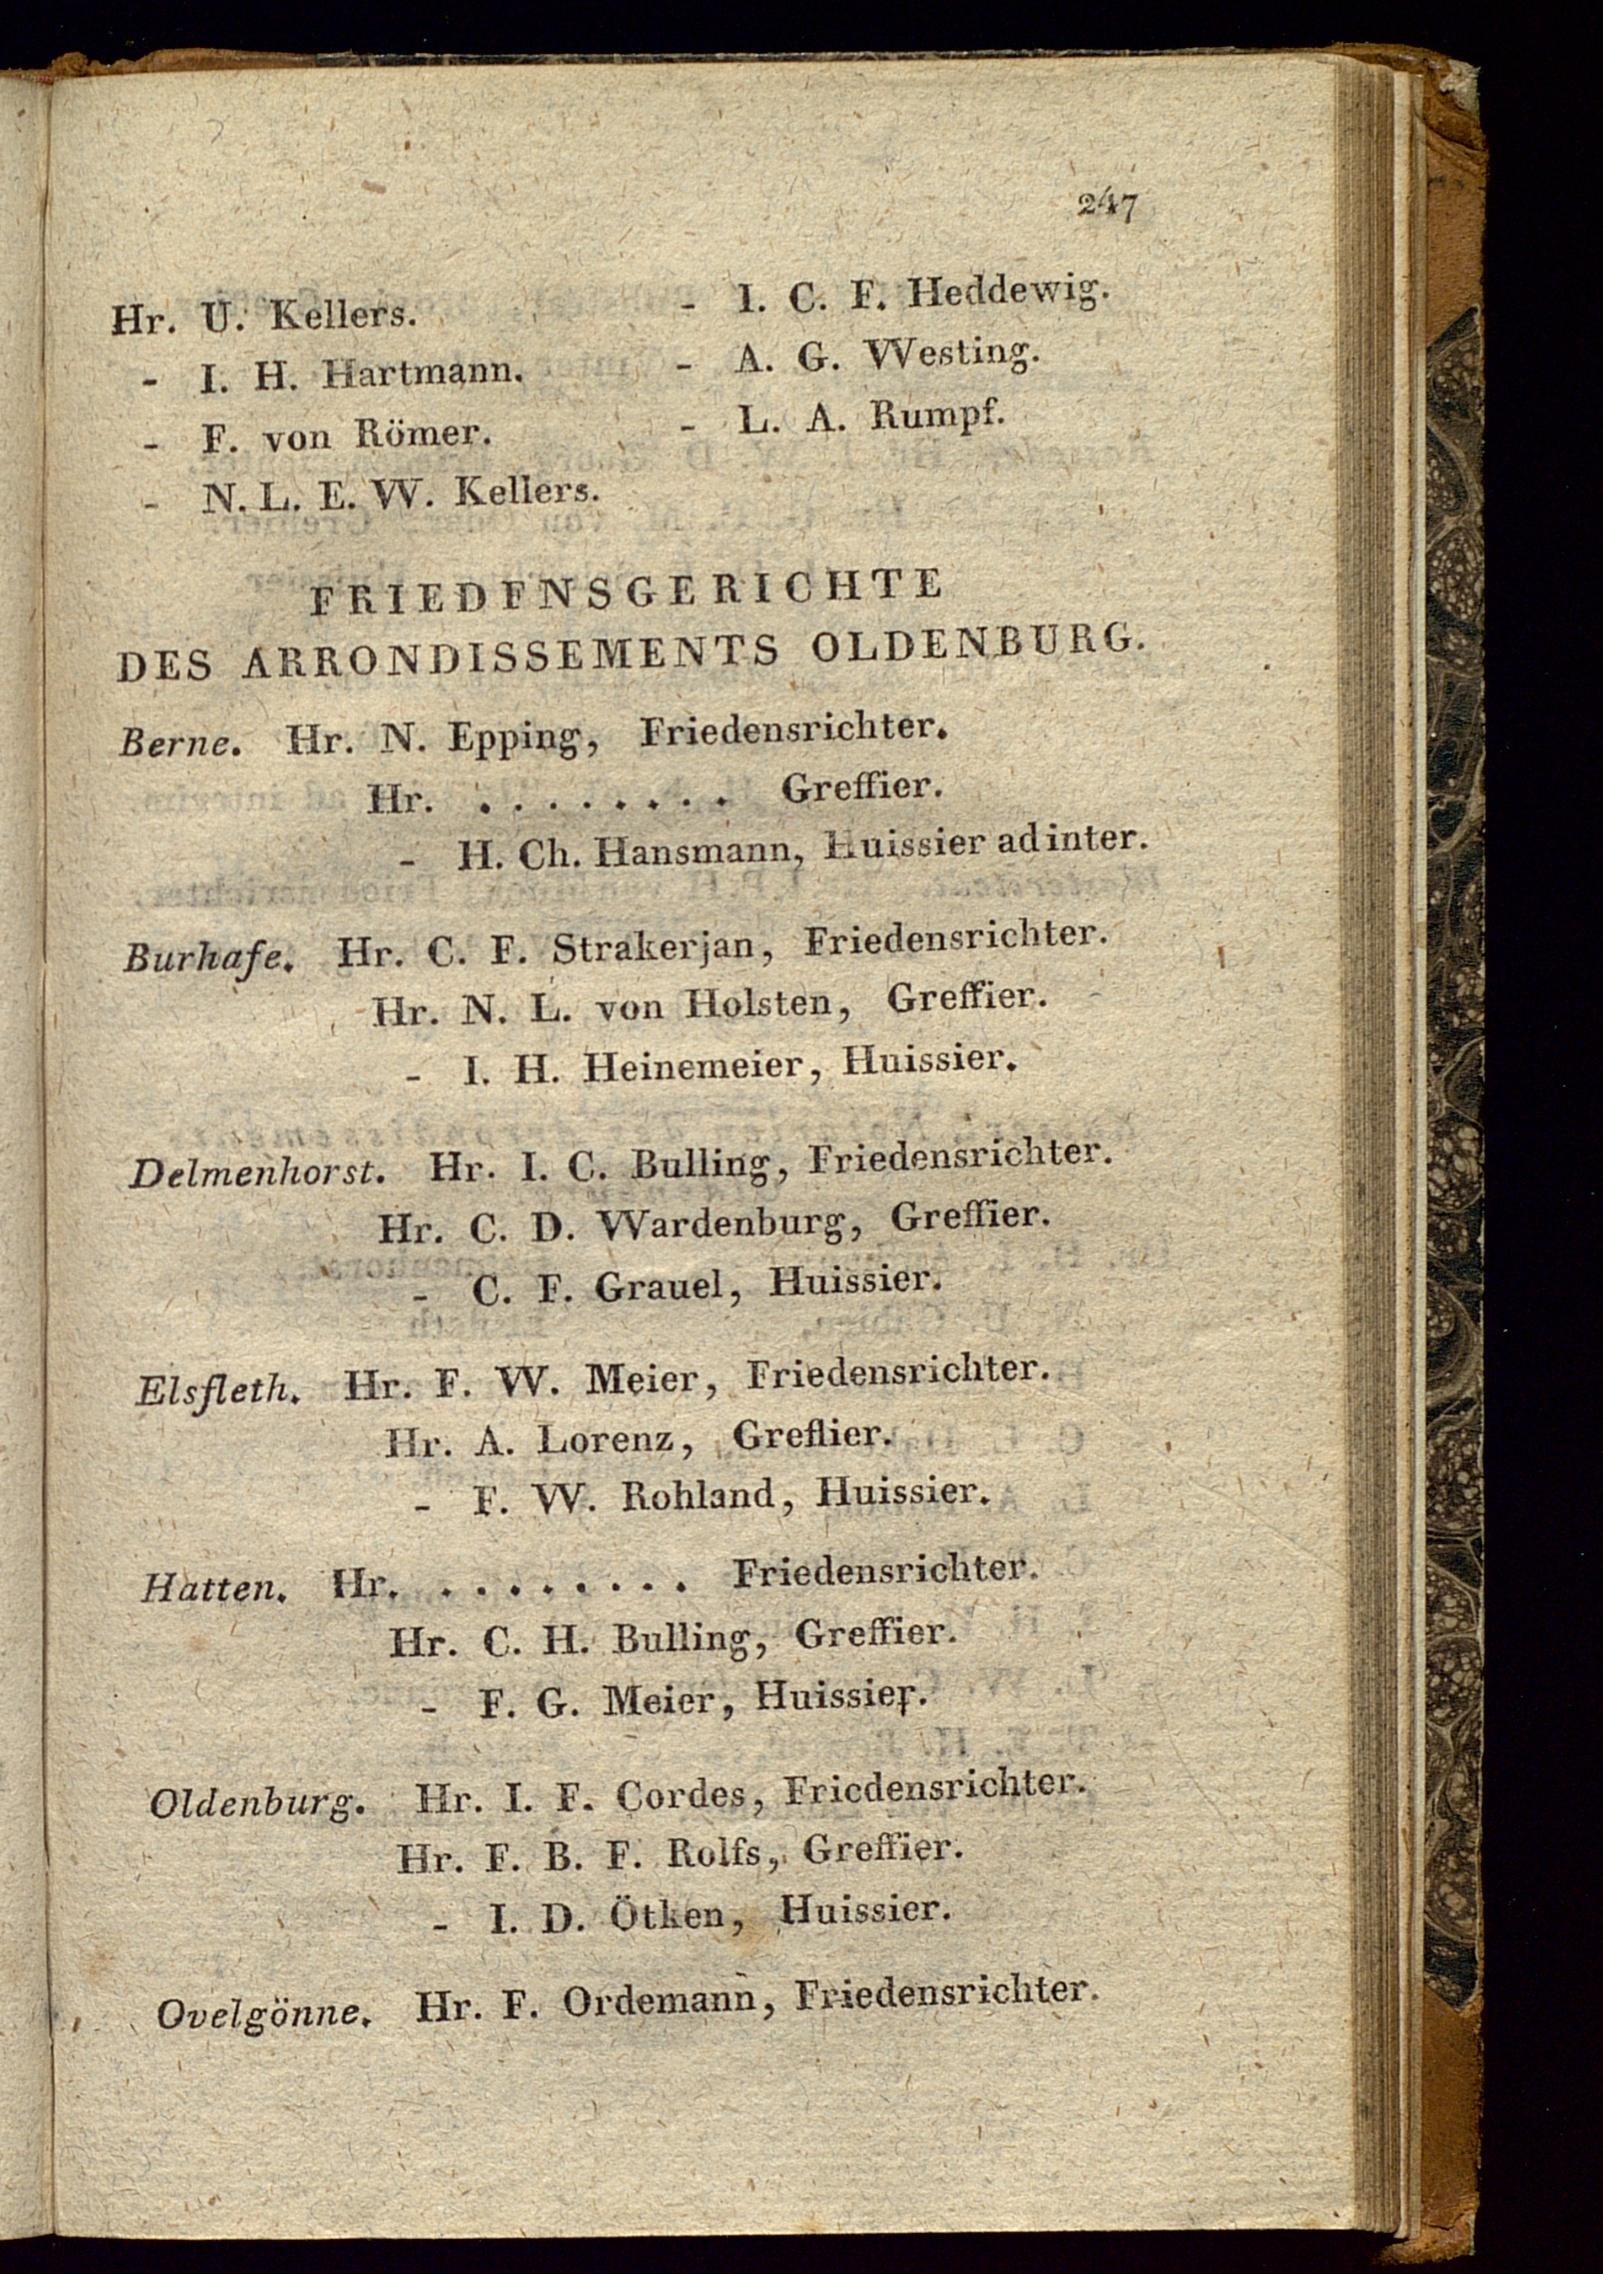 247
Hr. U. Kellers.
- I. H. Hartmann.
- F. von Römer.
- N. L. E. W. Kellers.
- I. C. F. Heddewig.
- A. G. Westing.
- L. A. Rumpf.
FRIEDFNSGERICHTE
DES ARRONDISSEMENTS OLDENBURG.
Berne. Hr. N. Epping, Friedensrichter.
Hr. . . . . . . . . Greffier.
- H. Ch. Hansmann, Huissier ad inter.
Burhafe. Hr. C. F. Strakerjan, Friedensrichter.
Hr. N. L. von Holsten, Greffier.
- I. H. Heinemeier, Huissier.
Delmenhorst. Hr. I. C. Bulling, Friedensrichter.
Hr. C. D. Wardenburg, Greffier.
- C. F. Grauel, Huissier.
Elsfleth. Hr. F. W. Meier, Friedensrichter.
Hr. A. Lorenz, Greffier.
- F. W. Rohland, Huissier.
Hatten. Hr. . . . . . . . . Friedensrichter.
Hr. C. H. Bulling, Greffier.
- F. G. Meier, Huissier.
Oldenburg. Hr. I. F. Cordes, Friedensrichter.
Hr. F. B. F. Rolfs, Greffier.
- I. D. Ötken, Huissier.
Ovelgönne. Hr. F. Ordemann, Friedensrichter.